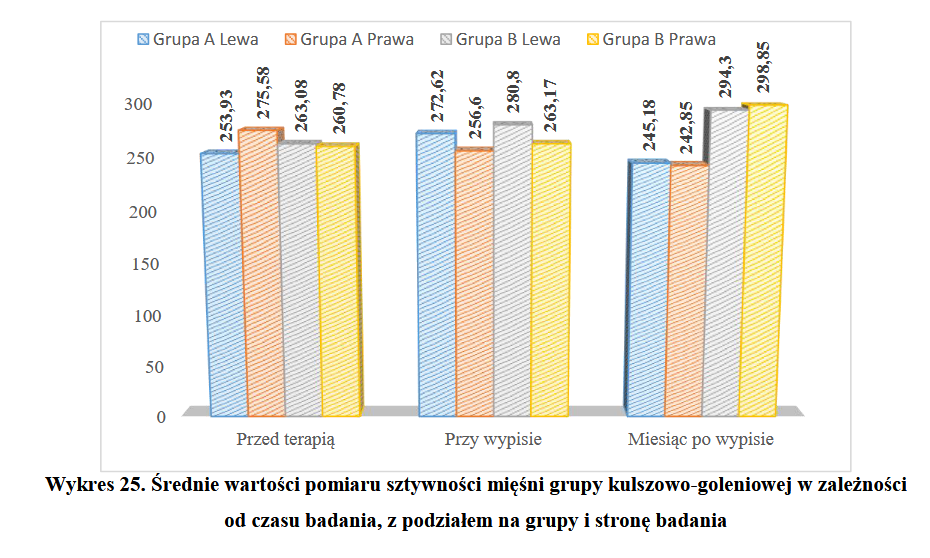 Grupa A Lewa Grupa A Prawa Grupa B Lewa Grupa B Prawa
253,93 275,58 263,08 260,78 272,62 256,6 280,8 263,17 245,18 242,85 294,3 298,85
300
250
200
150
100
50
0
Przed terapią Przy wypisie Miesiąc po wypisie
Wykres 25. Średnie wartości pomiaru sztywności mięśni grupy kulszowo-goleniowej w zależności
od czasu badania, z podziałem na grupy i stronę badania